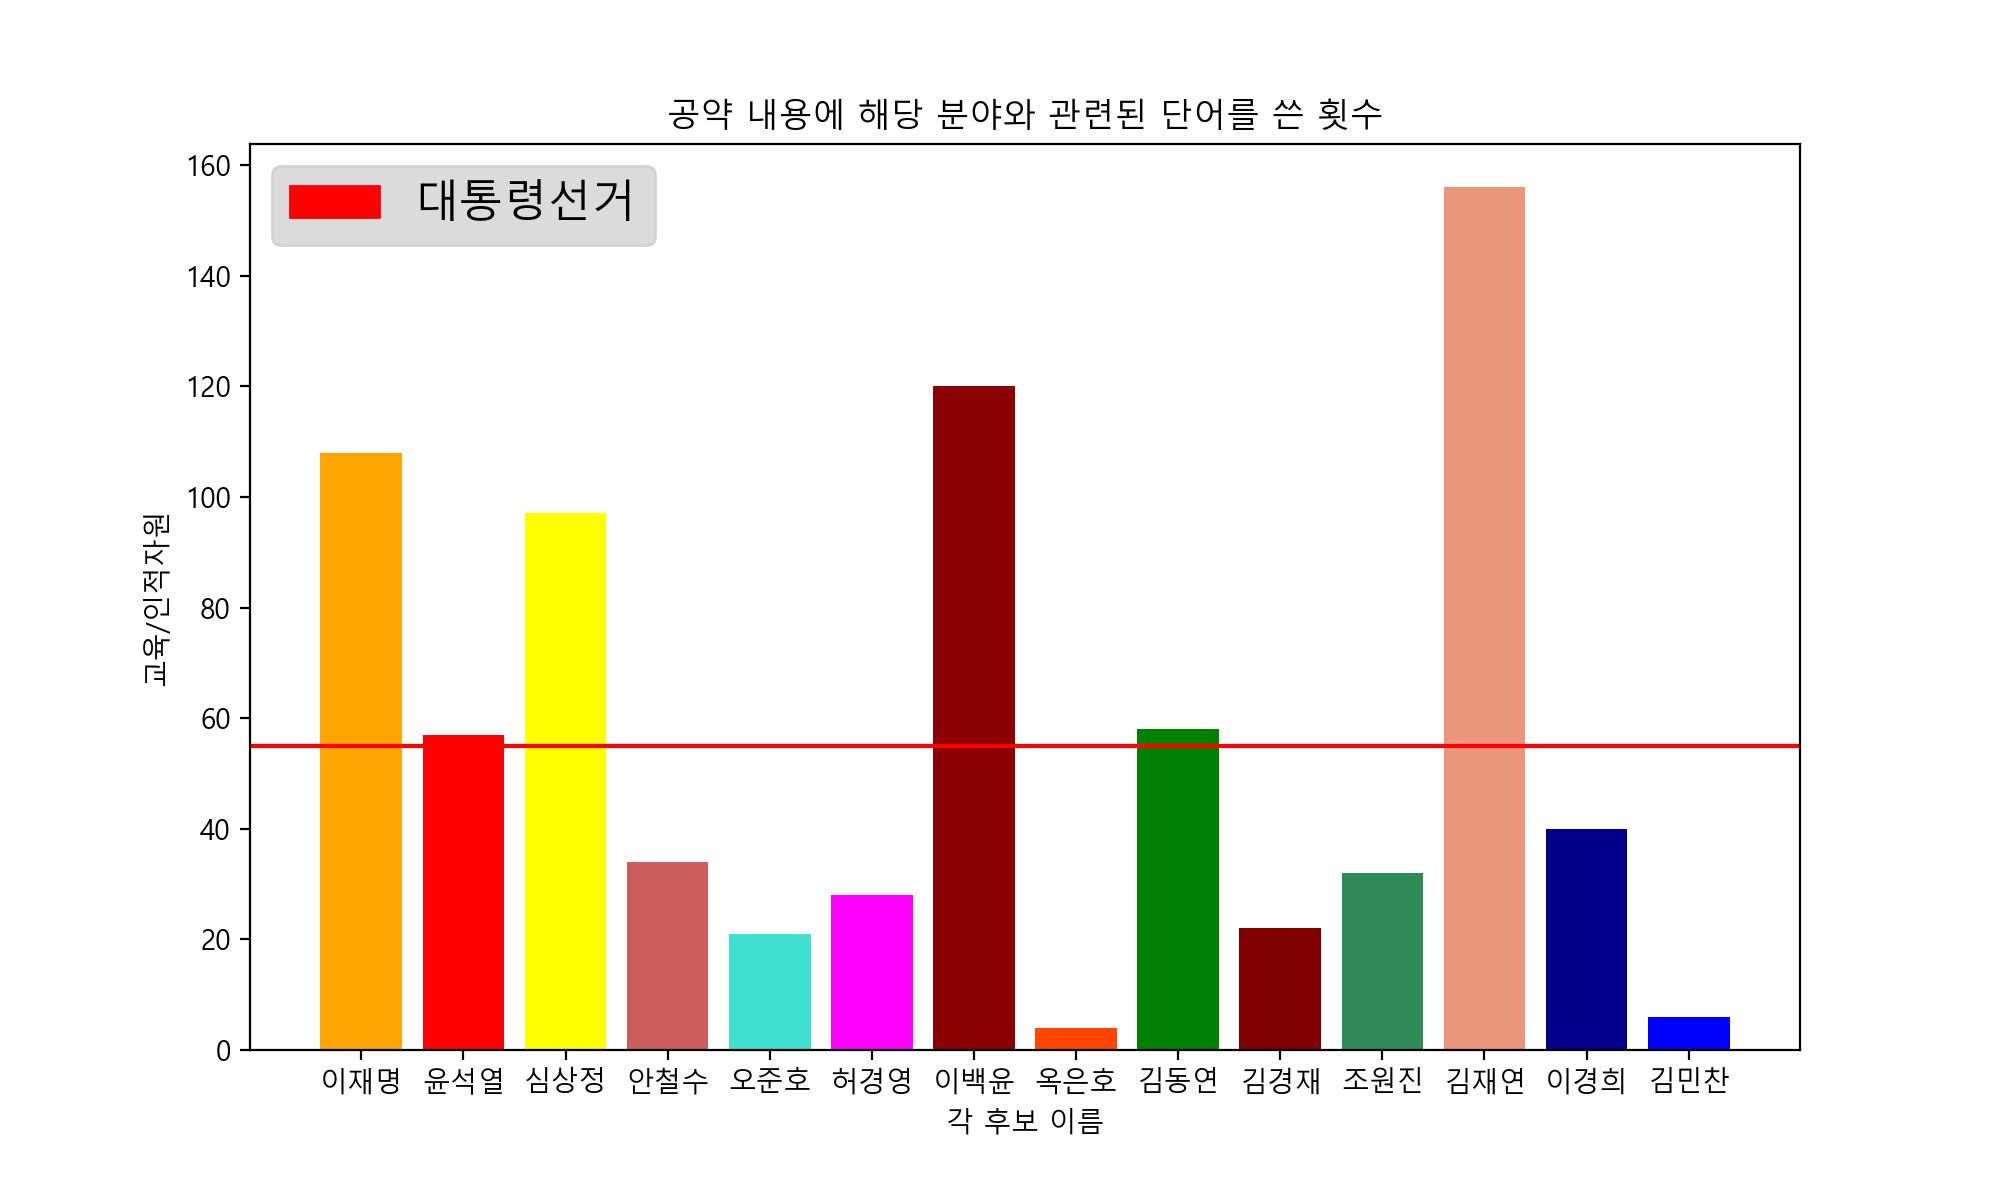 공약 내용에 해당 분야와 관련된 단어를 쓴 횟수
대통령선거
교육/인적자원
160
140
120
100
80
60
40
20
0
이재명 윤석열 심상정 안철수 오준호 허경영 이백윤 옥은호 김동연 김경재 조원진 김재연 이경희 김민찬
각 후보 이름